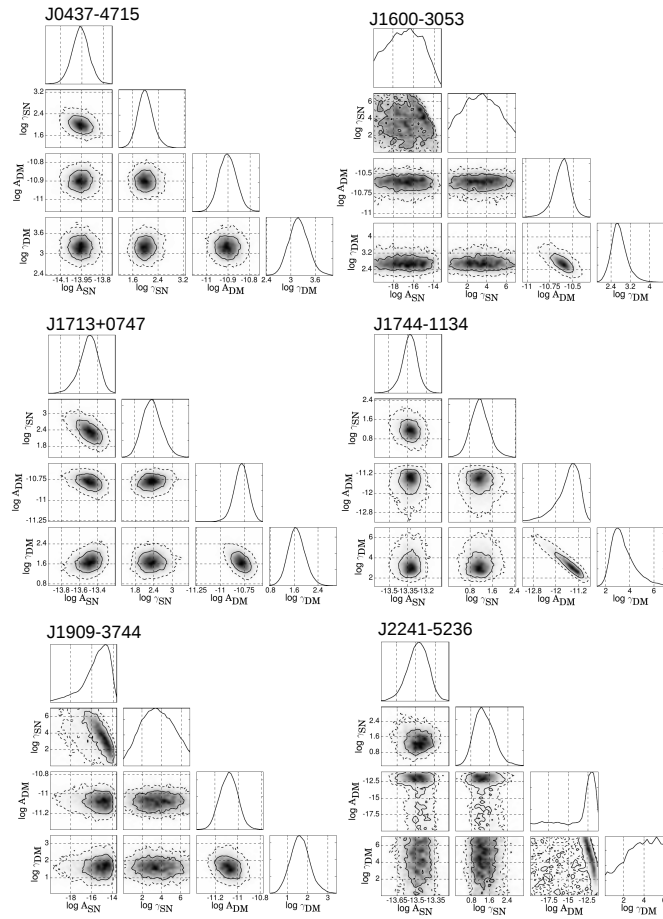 J0437-4715
3.2
2.4
1.6
log γSN
-10.8
-10.9
-11
log ADM
3.6
3
2.4
log γDM
-14.1 -13.95 -13.8
log ASN
1.6 2.4 3.2
log γSN
-11 -10.9 -10.8
log ADM
2.4 3 3.6
log γDM
J1600-3053
6
4
2
log γSN
-10.5
-10.75
-11
log ADM
4
3.2
2.4
log γDM
-18 -16 -14
log ASN
2 4 6
log γSN
-11 -10.75 -10.5
log ADM
2.4 3.2 4
log γDM
J1713+0747
3
2.4
1.8
log γSN
-10.75
-11
-11.25
log ADM
2.4
1.6
0.8
log γDM
-13.8 -13.6 -13.4
log ASN
1.8 2.4 3
log γSN
-11.25 -11 -10.75
log ADM
0.8 1.6 2.4
log γDM
J1744-1134
2.4
1.6
0.8
log γSN
-11.2
-12
-12.8
log ADM
6
4
2
log γDM
-13.5 -13.35 -13.2
log ASN
0.8 1.6 2.4
log γSN
-12.8 -12 -11.2
log ADM
2 4 6
log γDM
J1909-3744
6
4
2
log γSN
-10.8
-11
-11.2
log ADM
3
2
1
log γDM
-18 -16 -14
log ASN
2 4 6
log γSN
-11.2 -11 -10.8
log ADM
1 2 3
log γDM
J2241-5236
2.4
1.6
0.8
log γSN
-12.5
-15
-17.5
log ADM
6
4
2
log γDM
-13.65 -13.5 -13.35
log ASN
0.8 1.6 2.4
log γSN
-17.5 -15 -12.5
log ADM
2 4 6
log γDM